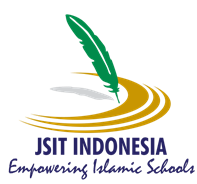 JSIT INDONESIA
Empowering Islamic Schools